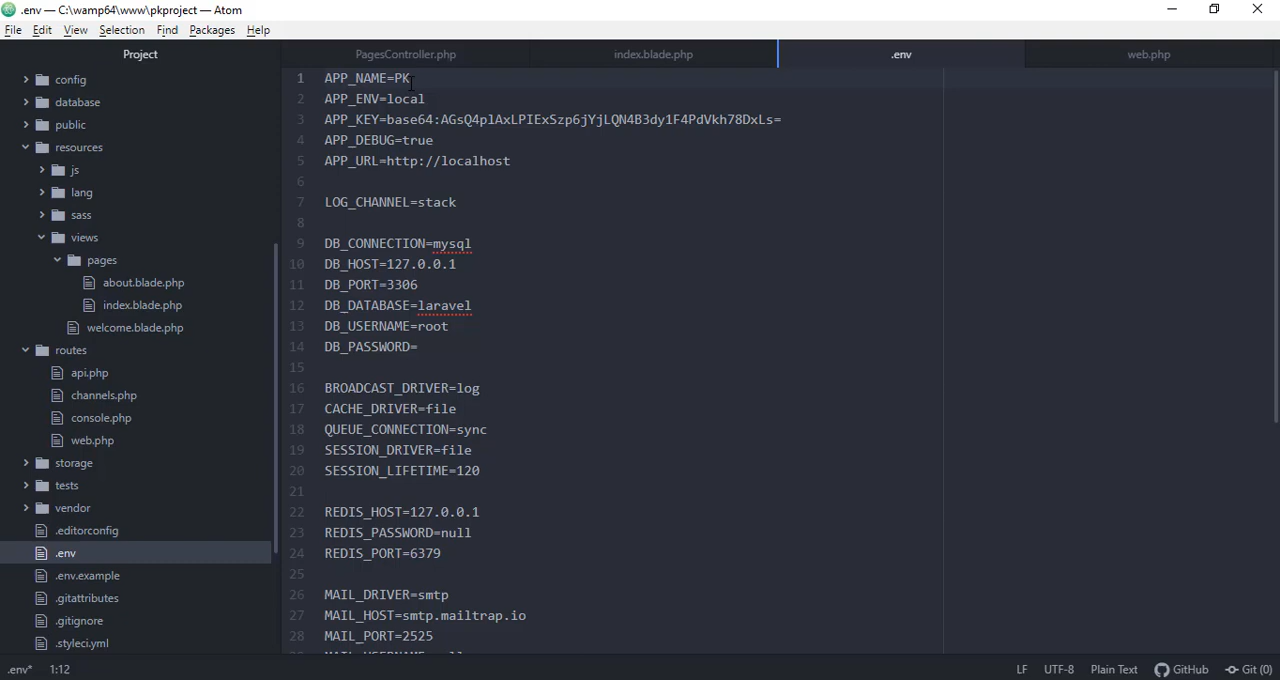 .env — C:\wamp64\www\pkproject — Atom
File Edit View Selection Find Packages Help
Project
PagesController.php
index.blade.php
.env
web.php
config
database
public
resources
js
lang
sass
views
pages
about.blade.php
index.blade.php
welcome.blade.php
routes
api.php
channels.php
console.php
web.php
storage
tests
vendor
.editorconfig
.env
.env.example
.gitattributes
.gitignore
.styleci.yml
1 APP_NAME=PK
2 APP_ENV=local
3 APP_KEY=base64:AGsQ4plAxLPIExSzp6jYjLQN4B3dy1F4PdVkh78DxLs=
4 APP_DEBUG=true
5 APP_URL=http://localhost
6
7 LOG_CHANNEL=stack
8
9 DB_CONNECTION=mysql
10 DB_HOST=127.0.0.1
11 DB_PORT=3306
12 DB_DATABASE=laravel
13 DB_USERNAME=root
14 DB_PASSWORD=
15
16 BROADCAST_DRIVER=log
17 CACHE_DRIVER=file
18 QUEUE_CONNECTION=sync
19 SESSION_DRIVER=file
20 SESSION_LIFETIME=120
21
22 REDIS_HOST=127.0.0.1
23 REDIS_PASSWORD=null
24 REDIS_PORT=6379
25
26 MAIL_DRIVER=smtp
27 MAIL_HOST=smtp.mailtrap.io
28 MAIL_PORT=2525
.env* 1:12 LF UTF-8 Plain Text GitHub Git (0)